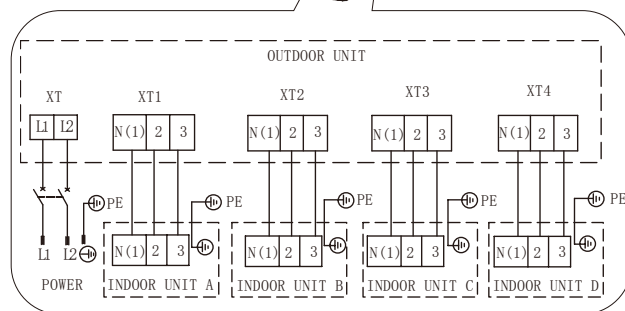 OUTDOOR UNIT
XT XT1 XT2 XT3 XT4
L1 L2 N(1) 2 3 N(1) 2 3 N(1) 2 3 N(1) 2 3
PE PE PE PE PE
L1 L2 N(1) 2 3 N(1) 2 3 N(1) 2 3 N(1) 2 3
POWER INDOOR UNIT A INDOOR UNIT B INDOOR UNIT C INDOOR UNIT D